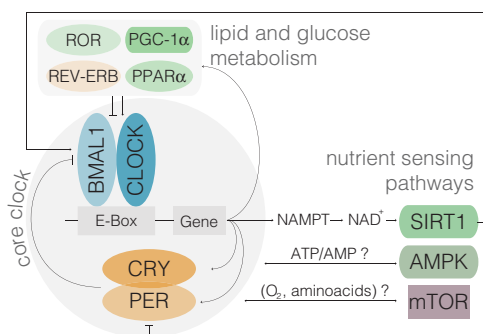 ROR
PGC-1α
REV-ERB
PPARα
lipid and glucose
metabolism
BMAL1
CLOCK
core clock
E-Box
Gene
NAMPT
NAD+
nutrient sensing
pathways
SIRT1
CRY
ATP/AMP ?
AMPK
PER
(O2, aminoacids) ?
mTOR